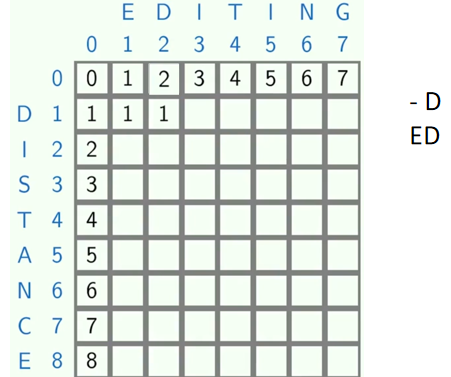 E D I T I N G
0 1 2 3 4 5 6 7
0 0 1 2 3 4 5 6 7
D 1 1 1 1
I 2 2
S 3 3
T 4 4
A 5 5
N 6 6
C 7 7
E 8 8
- D
ED